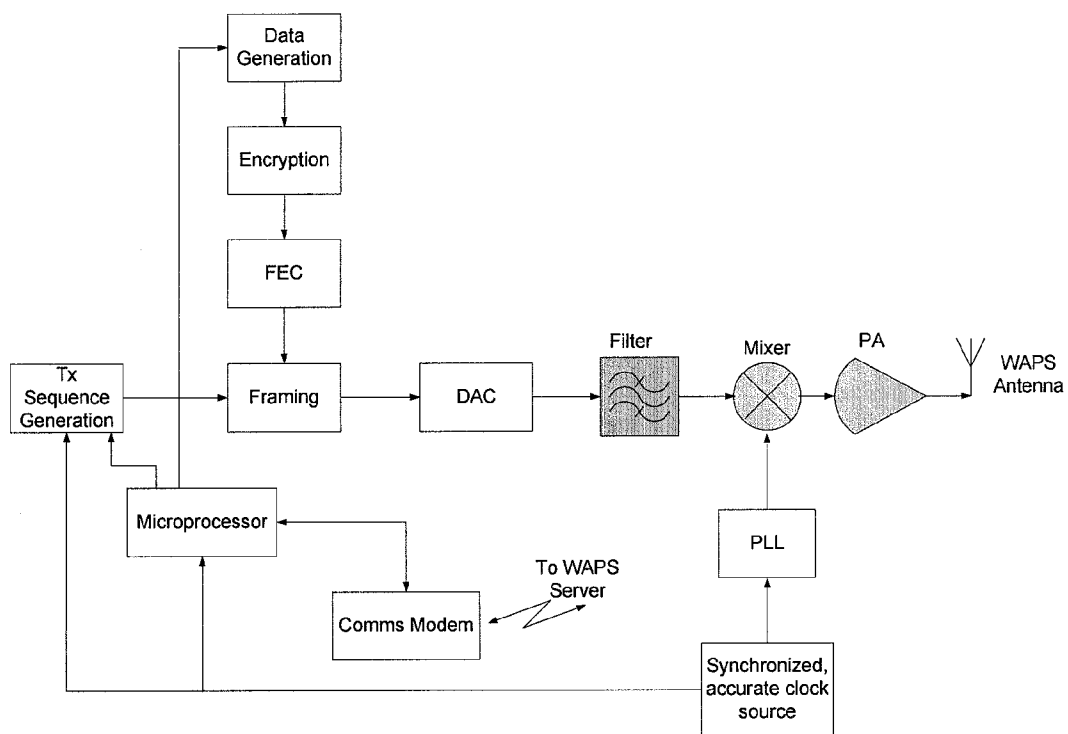 Data
Generation
Encryption
FEC
Filter
Mixer
PA
WAPS
Antenna
Tx
Sequence
Generation
Framing
DAC
Microprocessor
PLL
To WAPS
Server
Comms Modem
Synchronized,
accurate clock
source